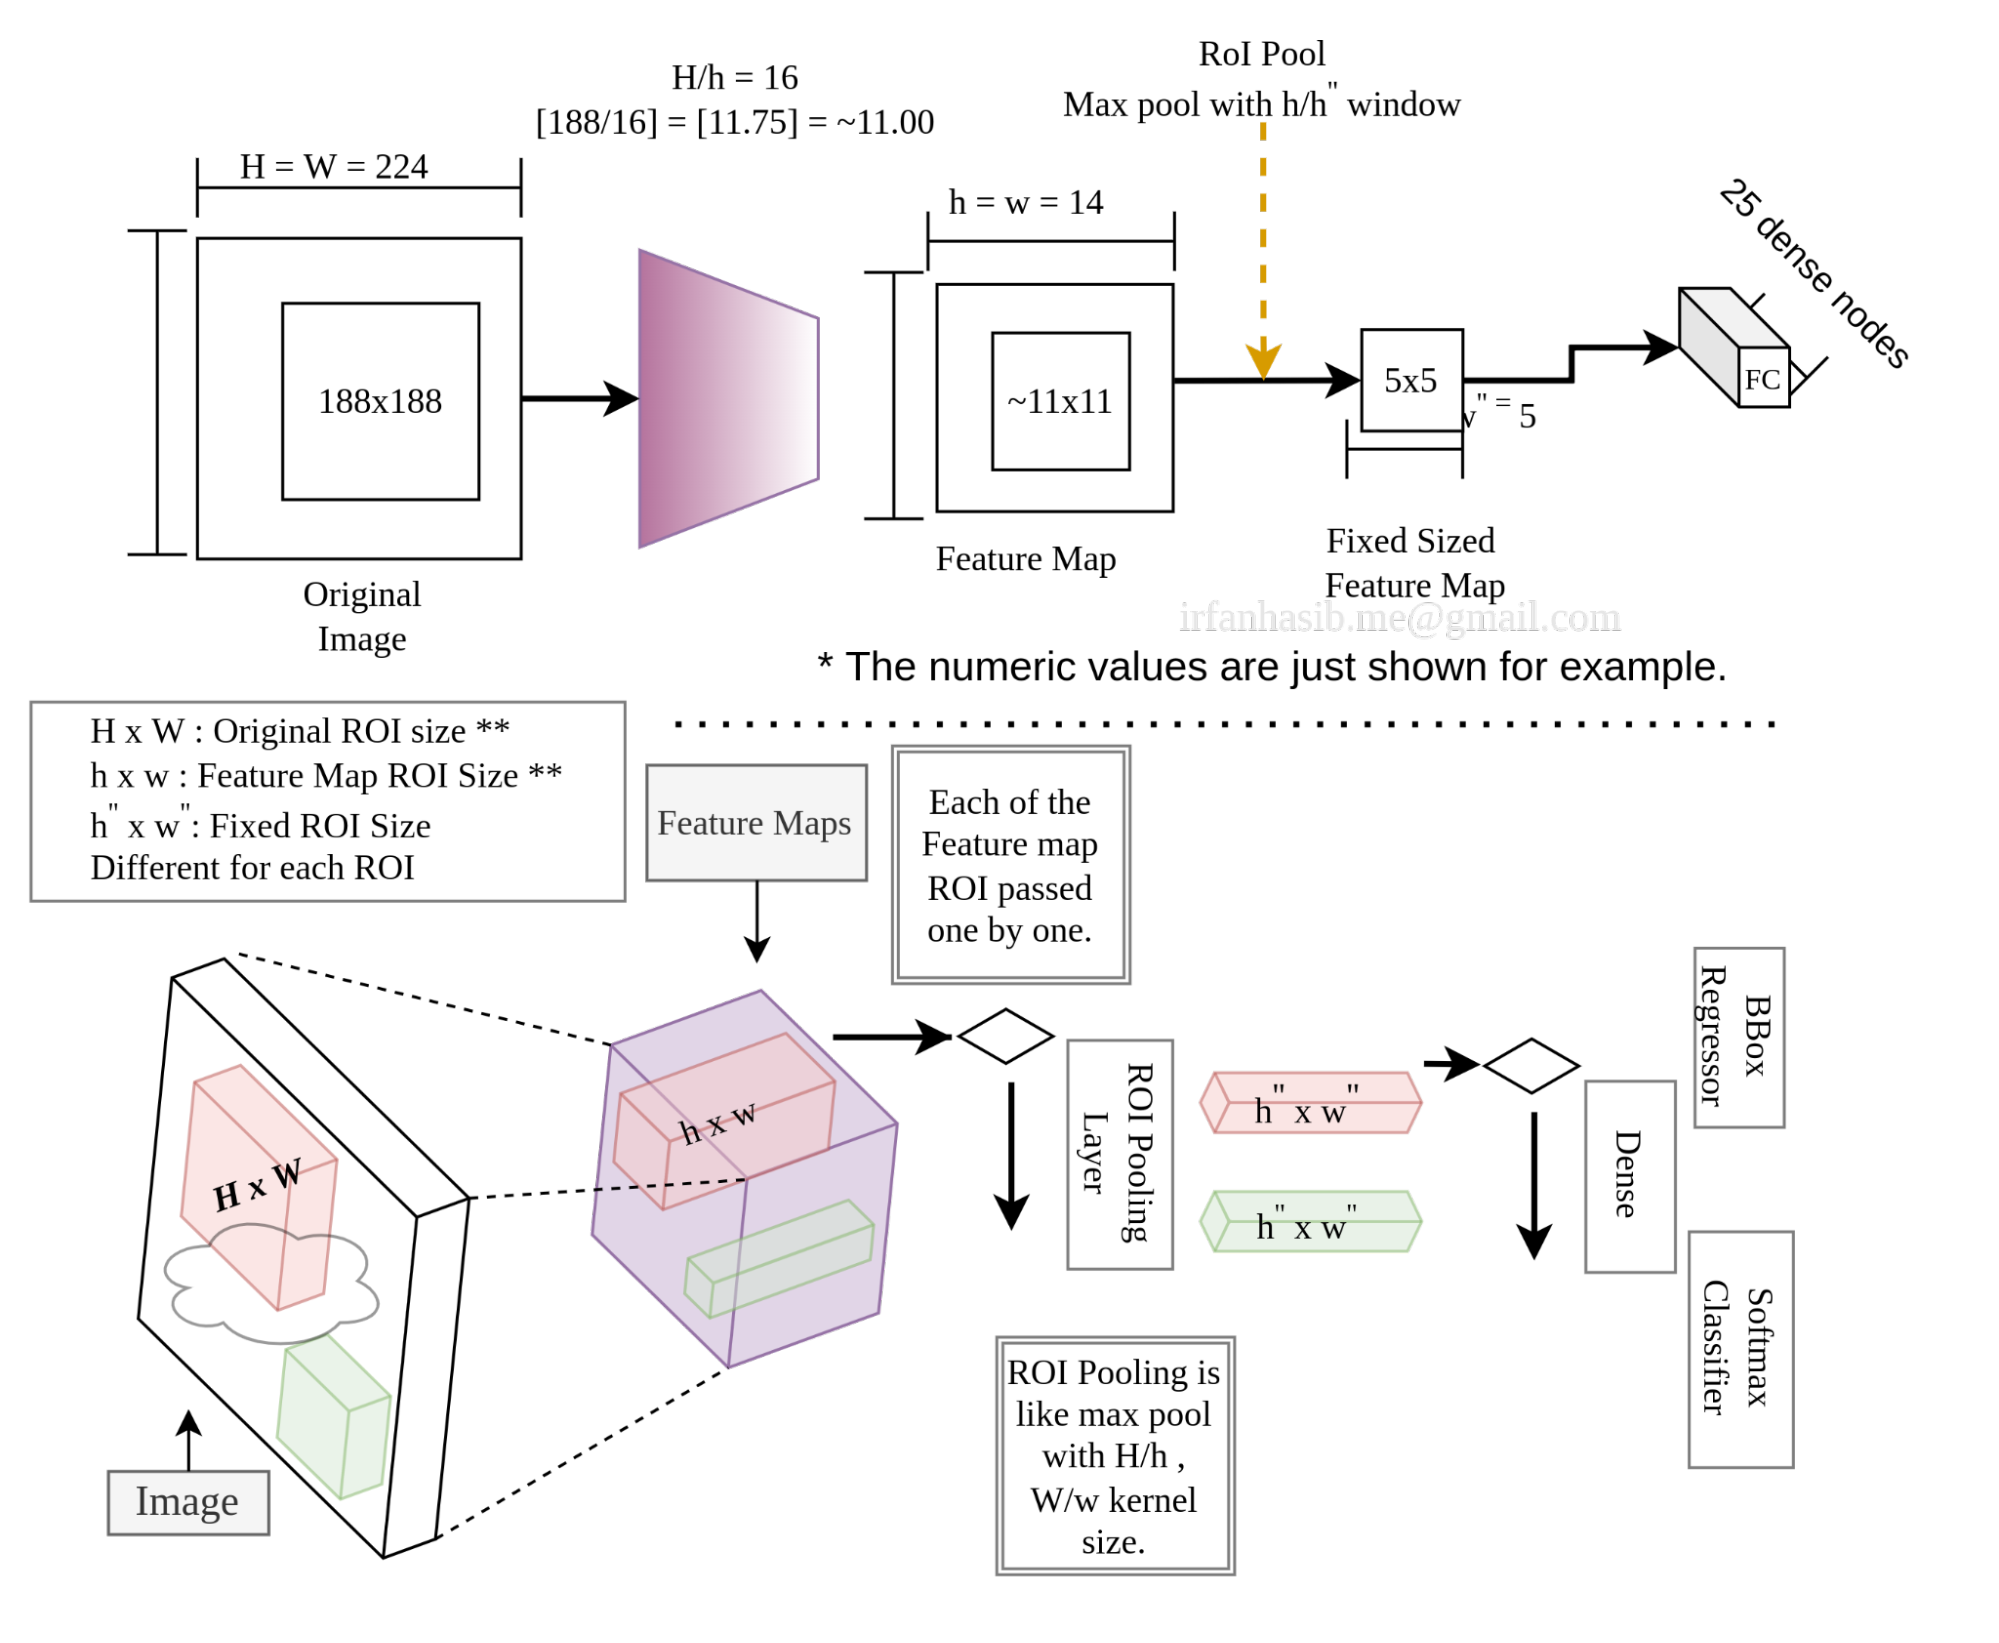 RoI Pool
Max pool with h/h" window
H/h = 16
[188/16] = [11.75] = ~11.00
H = W = 224
h = w = 14
25 dense nodes
188x188
~11x11
5x5
FC
" = 5
Original
Image
Feature Map
Fixed Sized
Feature Map
irfanhasib.me@gmail.com
* The numeric values are just shown for example.
H x W : Original ROI size **
h x w : Feature Map ROI Size **
h" x w": Fixed ROI Size
Different for each ROI
Feature Maps
Each of the
Feature map
ROI passed
one by one.
H x W
h x w
ROI Pooling
Layer
h" x w"
h" x w"
Dense
BBox
Regressor
Softmax
Classifier
Image
ROI Pooling is
like max pool
with H/h ,
W/w kernel
size.